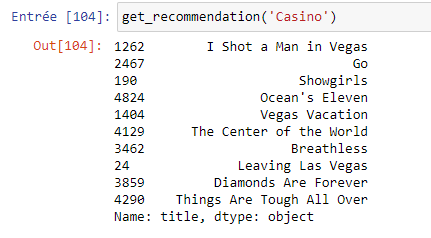 Entrée [104]: get_recommendation('Casino')
Out[104]: 1262 I Shot a Man in Vegas
2467 Go
190 Showgirls
4824 Ocean's Eleven
1404 Vegas Vacation
4129 The Center of the World
3462 Breathless
24 Leaving Las Vegas
3859 Diamonds Are Forever
4290 Things Are Tough All Over
Name: title, dtype: object